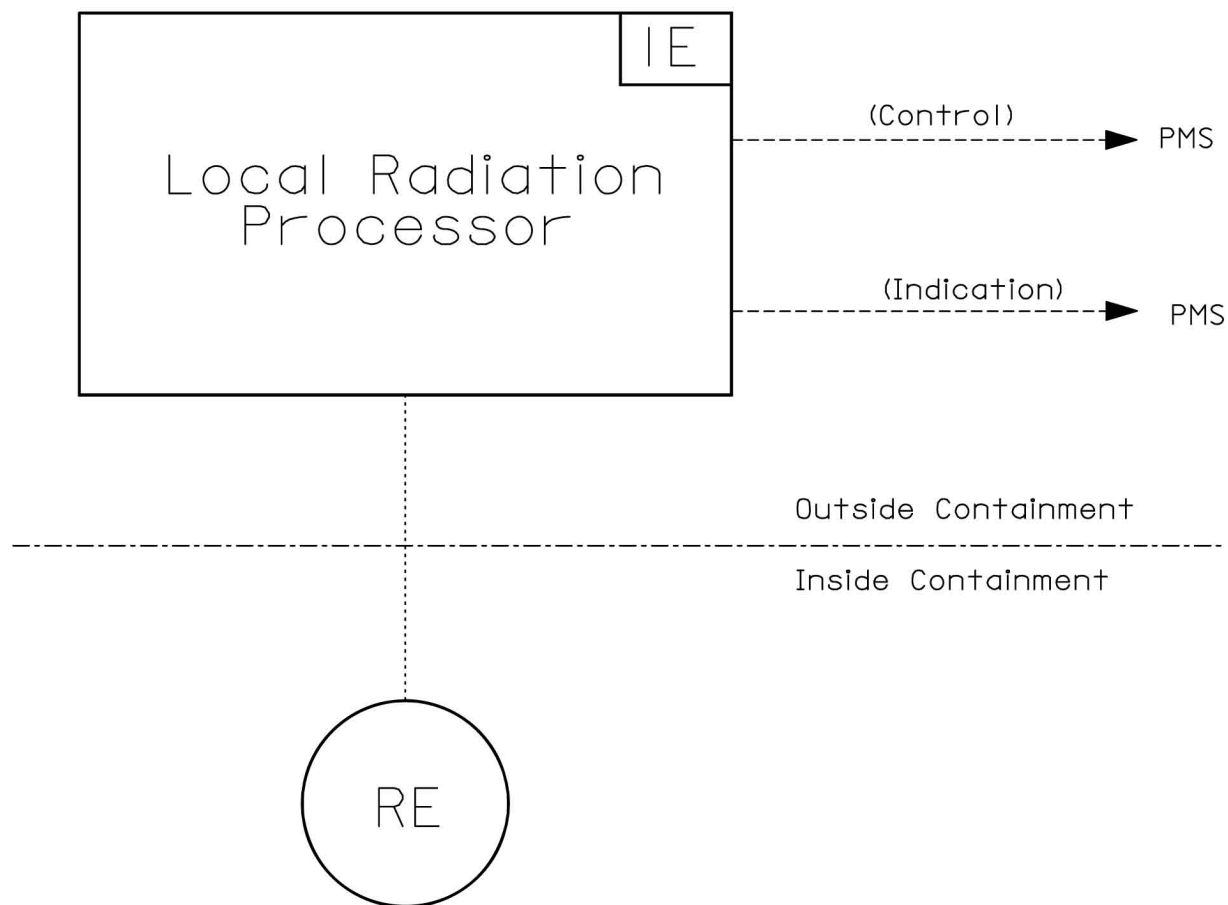 IE
Local Radiation
Processor
(Control)
PMS
(Indication)
PMS
Outside Containment
Inside Containment
RE